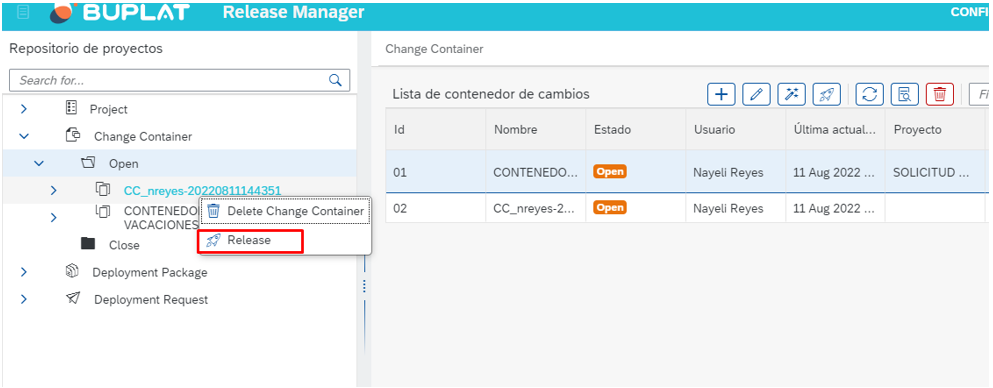 BUPLAT Release Manager CONFI
Repositorio de proyectos
Search for...
Project
Change Container
Open
CC_nreyes-20220811144351
CONTENEDO
VACACIONES
Close
Deployment Package
Deployment Request
Delete Change Container
Release
Change Container
Lista de contenedor de cambios
Fi
Id Nombre Estado Usuario Última actual... Proyecto
01 CONTENEDO... Open Nayeli Reyes 11 Aug 2022 ... SOLICITUD ...
02 CC_nreyes-2... Open Nayeli Reyes 11 Aug 2022 ...